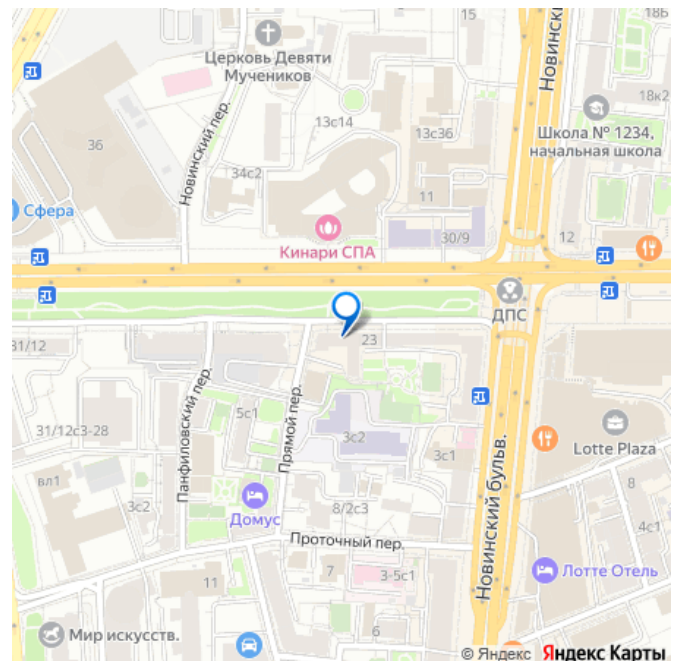 15
18Б
Церковь Девяти
Мучеников
Новинский
18к2
13с14
13с36
Школа № 1234,
начальная школа
36
Новинский пер.
34с2
11
Сфера
30/9
12
Кинари СПА
ДПС
31/12
23
Панфиловский пер.
Прямой пер.
5с1
31/12с3-28
3с2
3с1
Lotte Plaza
вл1
3с2
8
Домус
8/2с3
4с1
Новинский бульв.
Проточный пер.
7
3-5с1
Лотте Отель
11
6
Мир искусств.
© Яндекс Яндекс Карты